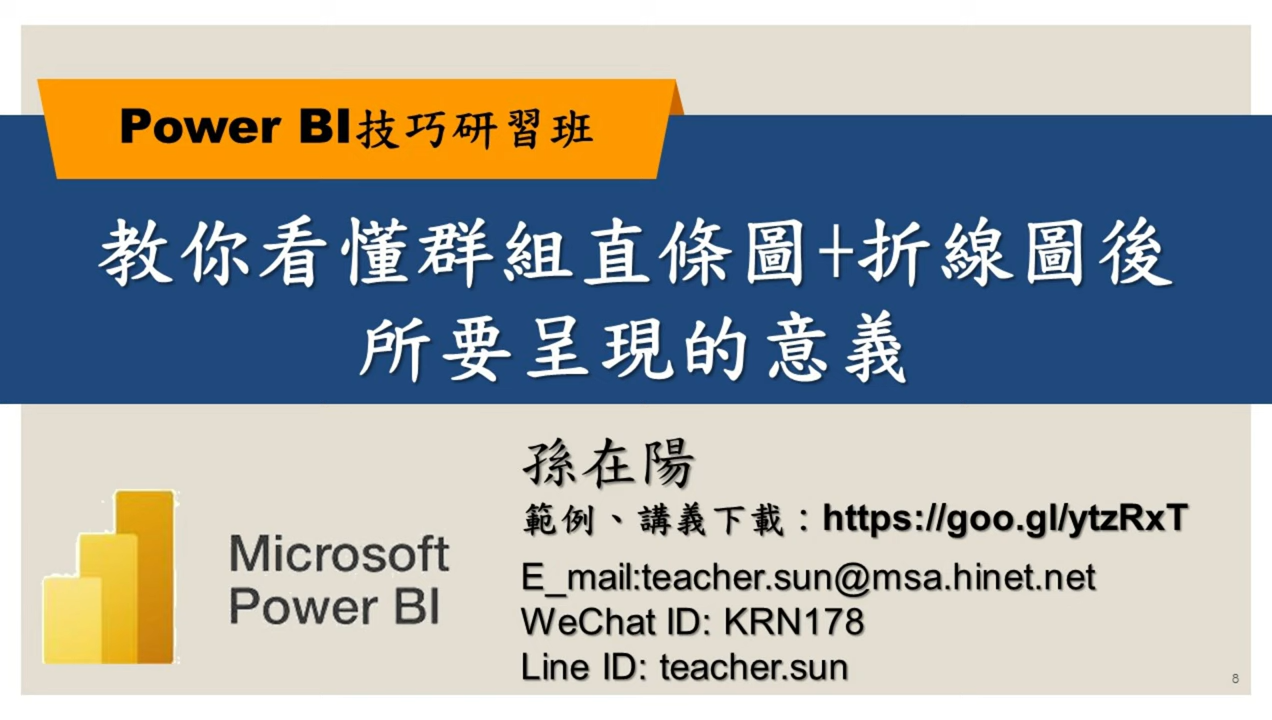 Power BI技巧研習班
教你看懂群組直條圖+折線圖後
所要呈現的意義
孫在陽
範例、講義下載：https://goo.gl/ytzRxT
Microsoft
Power BI
E_mail:teacher.sun@msa.hinet.net
WeChat ID: KRN178
Line ID: teacher.sun
8